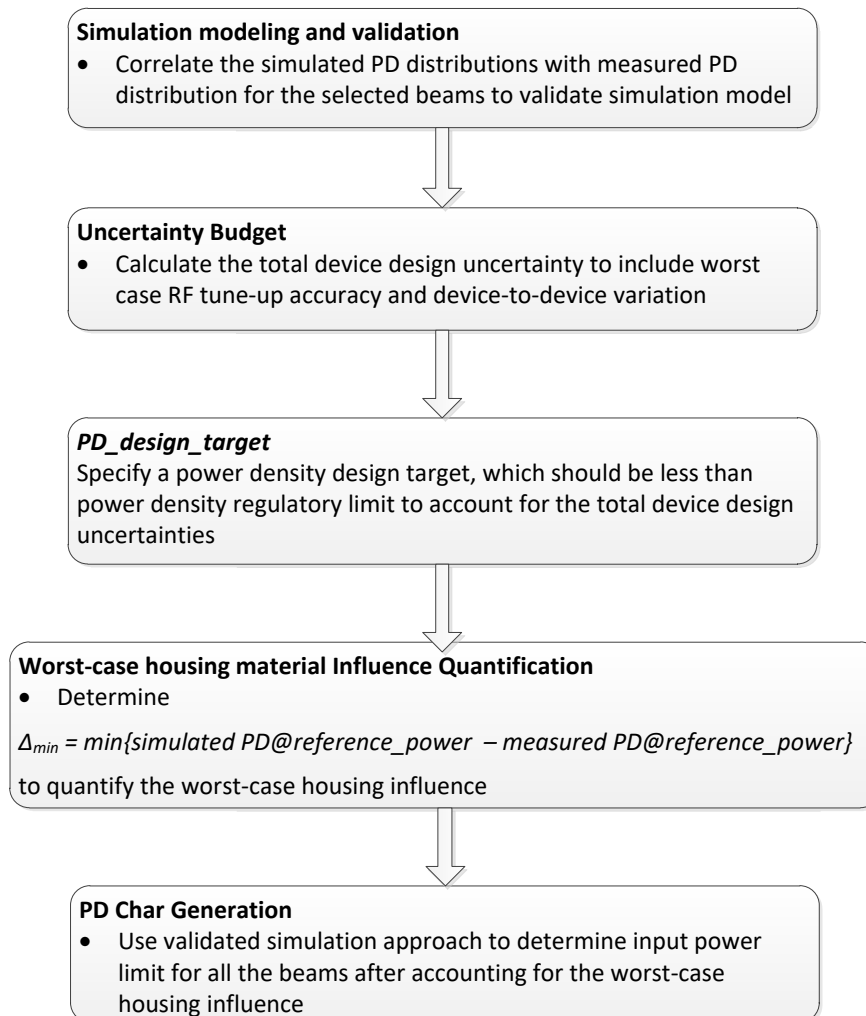 Simulation modeling and validation
• Correlate the simulated PD distributions with measured PD
distribution for the selected beams to validate simulation model
Uncertainty Budget
• Calculate the total device design uncertainty to include worst
case RF tune-up accuracy and device-to-device variation
PD_design_target
Specify a power density design target, which should be less than
power density regulatory limit to account for the total device design
uncertainties
Worst-case housing material Influence Quantification
• Determine
Δmin = min{simulated PD@reference_power – measured PD@reference_power}
to quantify the worst-case housing influence
PD Char Generation
• Use validated simulation approach to determine input power
limit for all the beams after accounting for the worst-case
housing influence